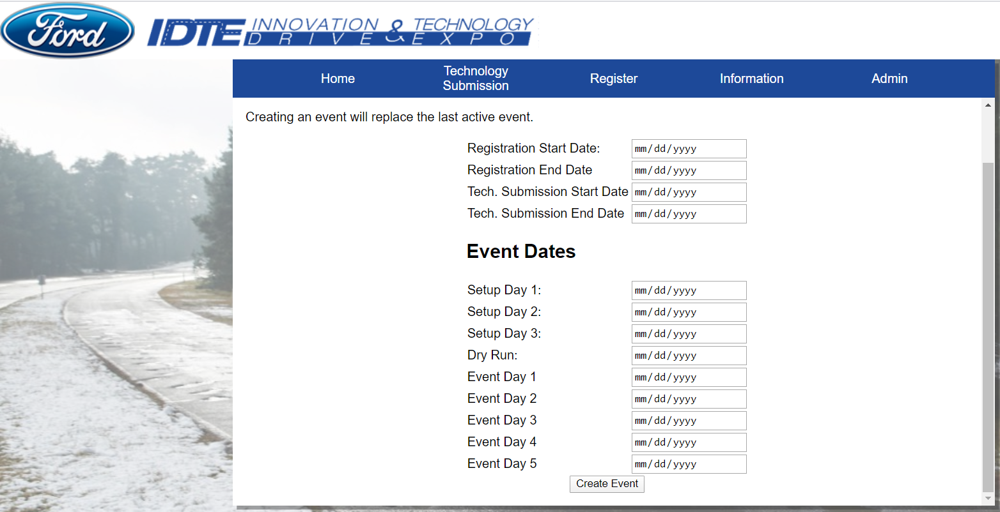 Ford
IDTE INNOVATION & TECHNOLOGY
DRIVE & EXPO
Home
Technology
Submission
Register
Information
Admin
Creating an event will replace the last active event.
Registration Start Date: mm/dd/yyyy
Registration End Date mm/dd/yyyy
Tech. Submission Start Date mm/dd/yyyy
Tech. Submission End Date mm/dd/yyyy
Event Dates
Setup Day 1: mm/dd/yyyy
Setup Day 2: mm/dd/yyyy
Setup Day 3: mm/dd/yyyy
Dry Run: mm/dd/yyyy
Event Day 1 mm/dd/yyyy
Event Day 2 mm/dd/yyyy
Event Day 3 mm/dd/yyyy
Event Day 4 mm/dd/yyyy
Event Day 5 mm/dd/yyyy
Create Event